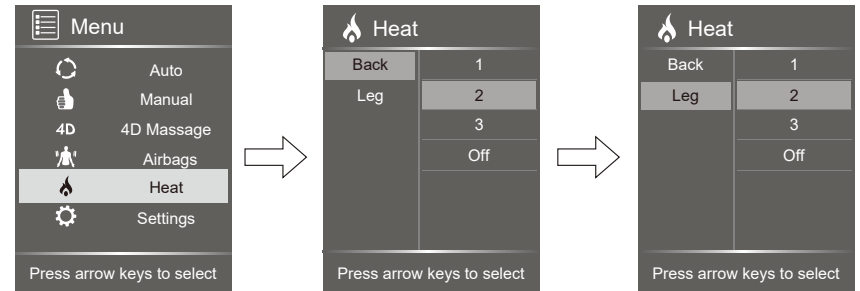 Menu
Auto
Manual
4D 4D Massage
Airbags
Heat
Settings
Press arrow keys to select
Heat
Back 1
Leg 2
3
Off
Press arrow keys to select
Heat
Back 1
Leg 2
3
Off
Press arrow keys to select